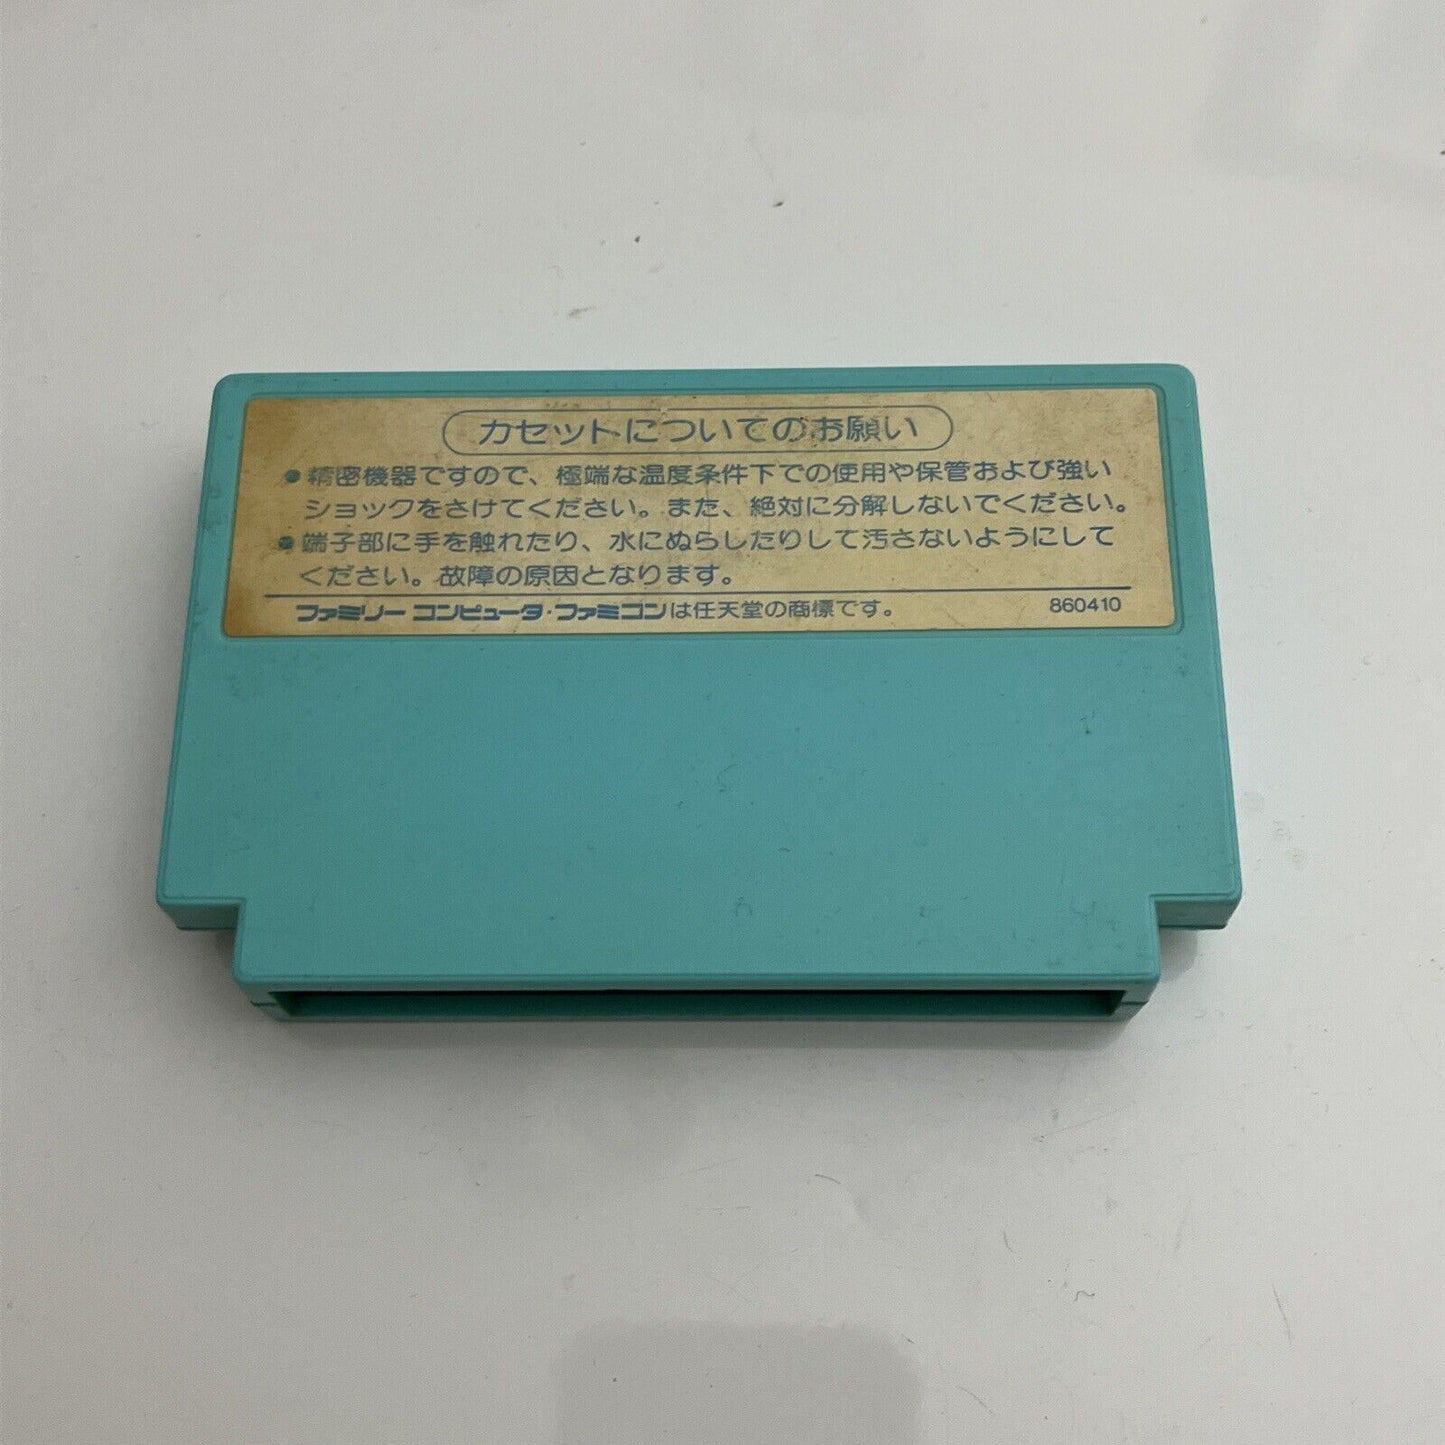 カセットについてのお願い
●精密機器ですので、極端な温度条件下での使用や保管および強い
ショックをさけてください。また、絶対に分解しないでください。
●端子部に手を触れたり、水にぬらしたりして汚さないようにして
ください。故障の原因となります。
ファミリー コンピュータ・ファミコンは任天堂の商標です。 860410